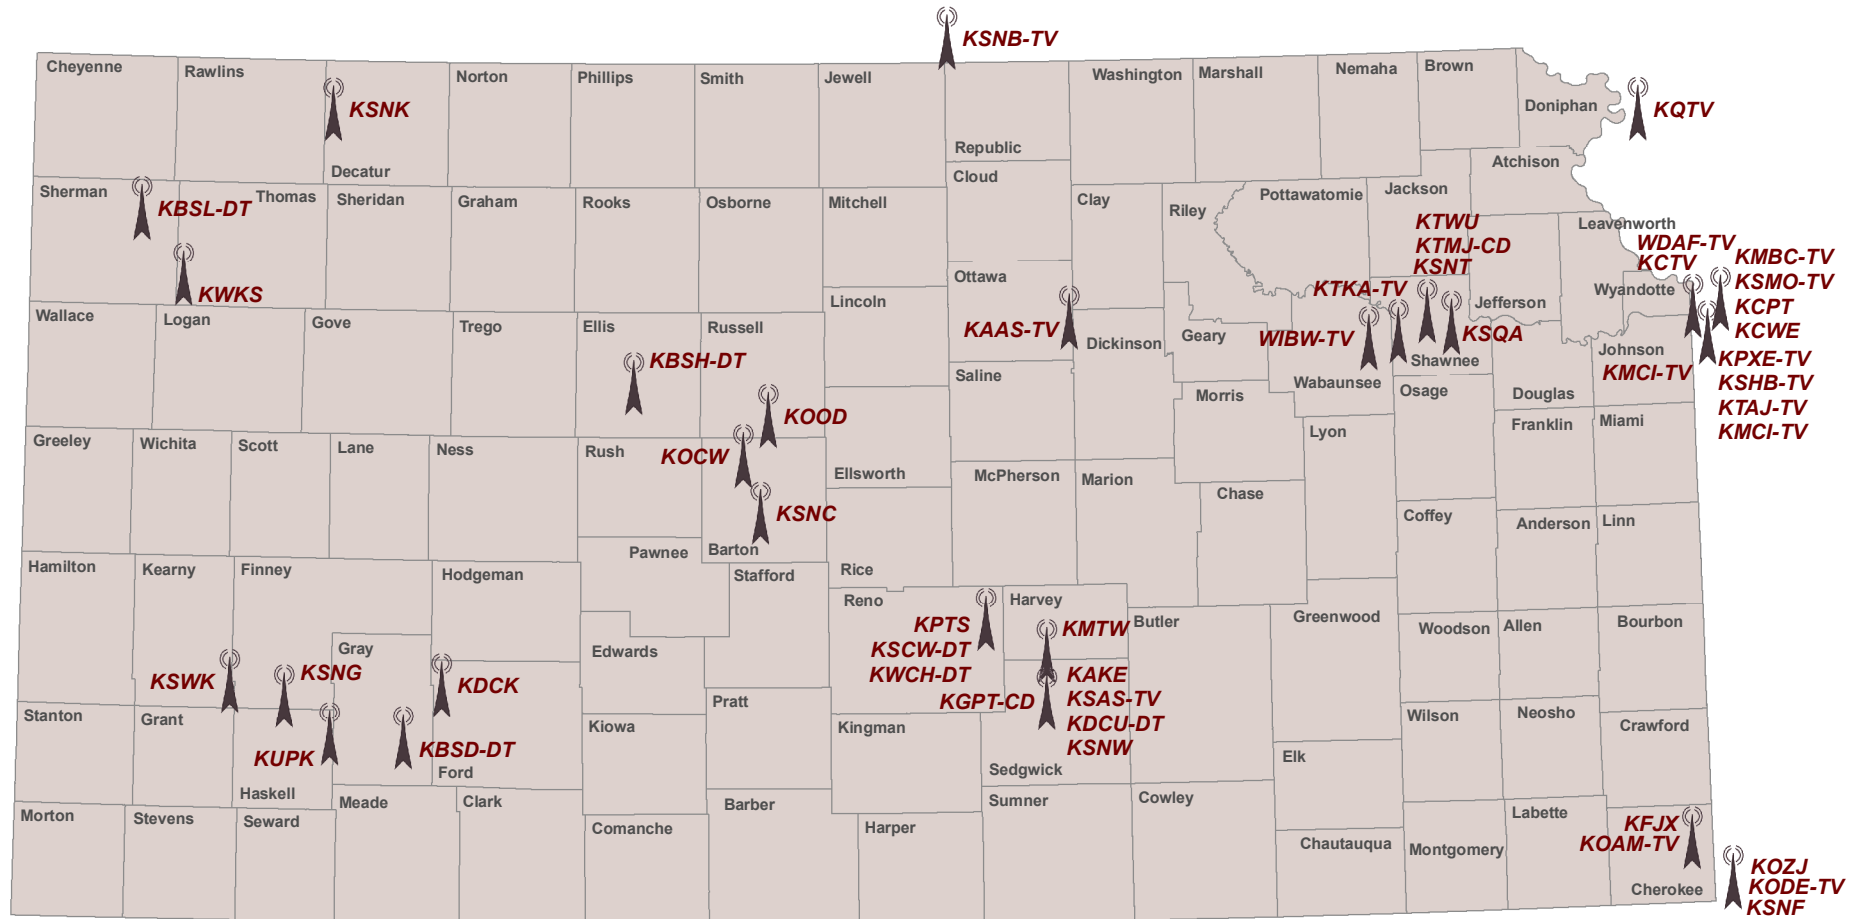 KSNB-TV
Cheyenne
Rawlins
Norton
Phillips
Smith
Jewell
Washington
Marshall
Nemaha
Brown
Doniphan
KQTV
KSNK
Decatur
Republic
Atchison
Sherman
KBSL-DT
Thomas
Sheridan
Graham
Rooks
Osborne
Mitchell
Cloud
Clay
Riley
Pottawatomie
Jackson
KTWU
KTMJ-CD
KSNT
Leavenworth
WDAF-TV
KCTV
KMBC-TV
KSMO-TV
KCPT
KCWE
KWKS
Ottawa
Lincoln
KTKA-TV
Jefferson
Wyandotte
Wallace
Logan
Gove
Trego
Ellis
Russell
KAAS-TV
Dickinson
Geary
WIBW-TV
KSQA
Shawnee
Johnson
KMCI-TV
KPXE-TV
KSHB-TV
KTAJ-TV
KMCI-TV
KBSH-DT
KOOD
Saline
Wabaunsee
Morris
Osage
Douglas
Greeley
Wichita
Scott
Lane
Ness
Rush
KOCW
KSNC
Barton
Ellsworth
McPherson
Marion
Chase
Lyon
Franklin
Miami
Coffey
Anderson
Linn
Hamilton
Kearny
Finney
Hodgeman
Pawnee
Stafford
Rice
Reno
Harvey
KPTS
KSCW-DT
KWCH-DT
KMTW
KGPT-CD
KAKE
KSAS-TV
KDCU-DT
KSNW
Butler
Greenwood
Woodson
Allen
Bourbon
Gray
Edwards
KSWK
KSNG
KDCK
KUPK
KBSD-DT
Ford
Stanton
Grant
Haskell
Kiowa
Pratt
Kingman
Sedgwick
Elk
Wilson
Neosho
Crawford
Morton
Stevens
Seward
Meade
Clark
Comanche
Barber
Harper
Sumner
Cowley
Chautauqua
Montgomery
Labette
KFJX
KOAM-TV
Cherokee
KOZJ
KODE-TV
KSNF